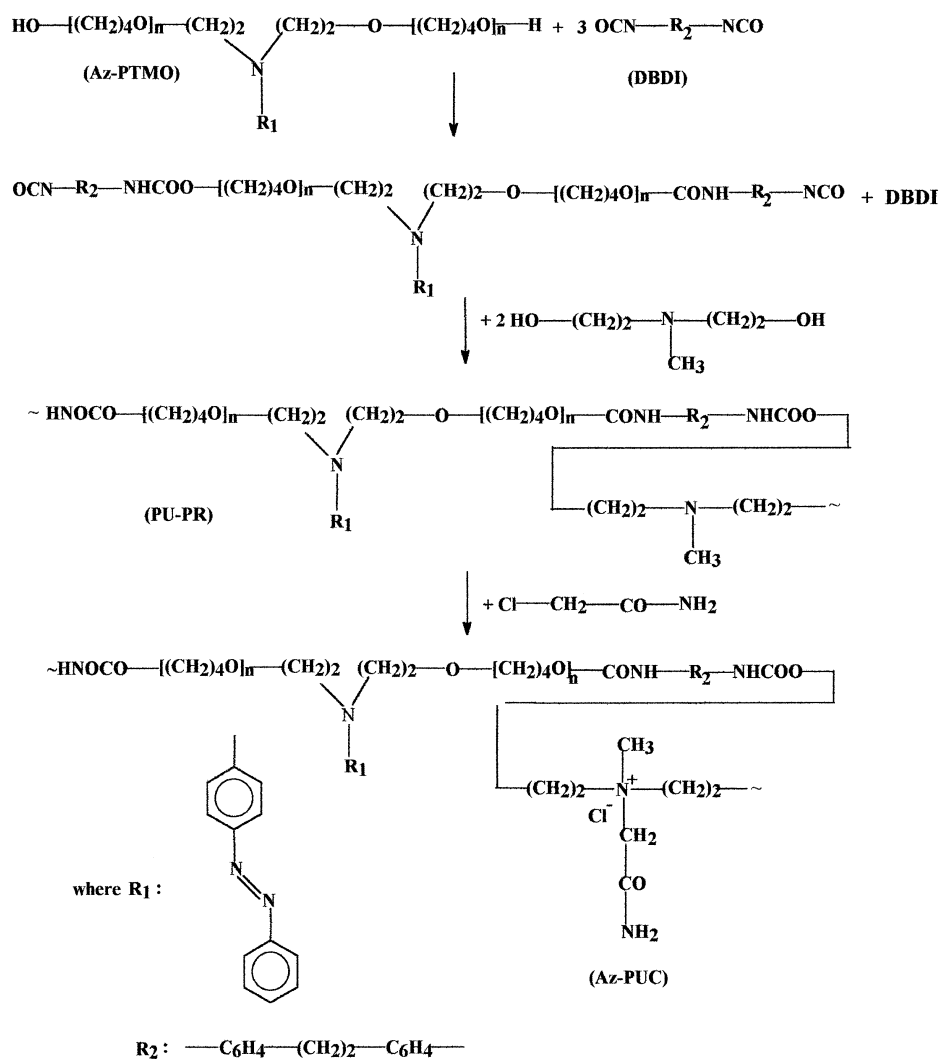 HO—[(CH2)4O]n—(CH2)2 (CH2)2—O—[(CH2)4O]n—H + 3 OCN—R2—NCO
(Az-PTMO) N (DBDI)
R1
OCN—R2—NHCOO—[(CH2)4O]n—(CH2)2 (CH2)2—O—[(CH2)4O]n—CONH—R2—NCO + DBDI
N
R1
+ 2 HO—(CH2)2—N—(CH2)2—OH
CH3
~ HNOCO—[(CH2)4O]n—(CH2)2 (CH2)2—O—[(CH2)4O]n—CONH—R2—NHCOO
N
(CH2)2—N—(CH2)2—~
(PU-PR) R1
CH3
+ Cl—CH2—CO—NH2
~HNOCO—[(CH2)4O]n—(CH2)2 (CH2)2—O—[(CH2)4O]n—CONH—R2—NHCOO
N
R1
CH3
(CH2)2—N+—(CH2)2—~
Cl-
CH2
where R1 : N=N
CO
NH2
(Az-PUC)
R2 : —C6H4—(CH2)2—C6H4—